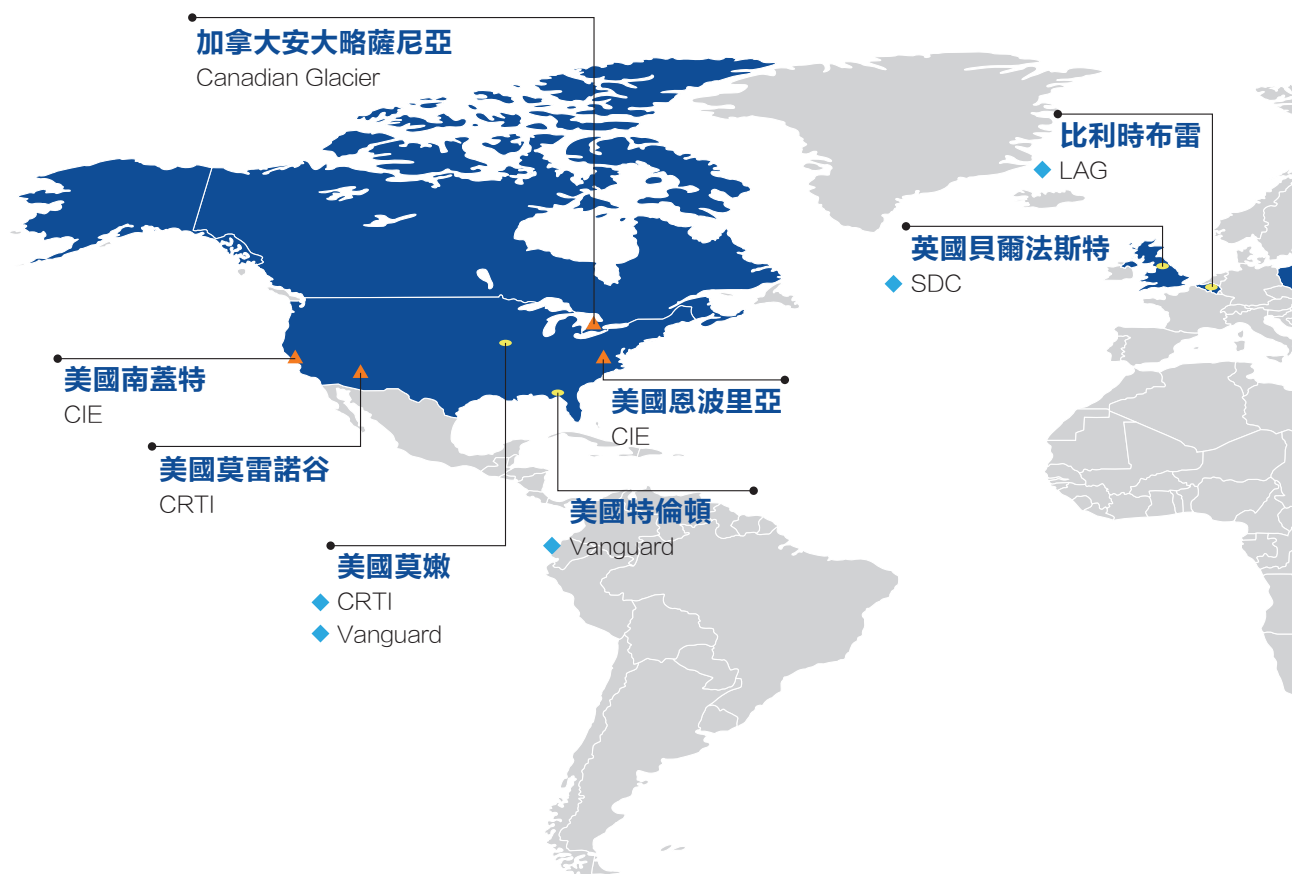 加拿大安大略薩尼亞
Canadian Glacier
比利時布雷
LAG
英國貝爾法斯特
SDC
美國南蓋特
CIE
美國恩波里亞
CIE
美國莫雷諾谷
CRTI
美國特倫頓
Vanguard
美國莫嫩
CRTI
Vanguard